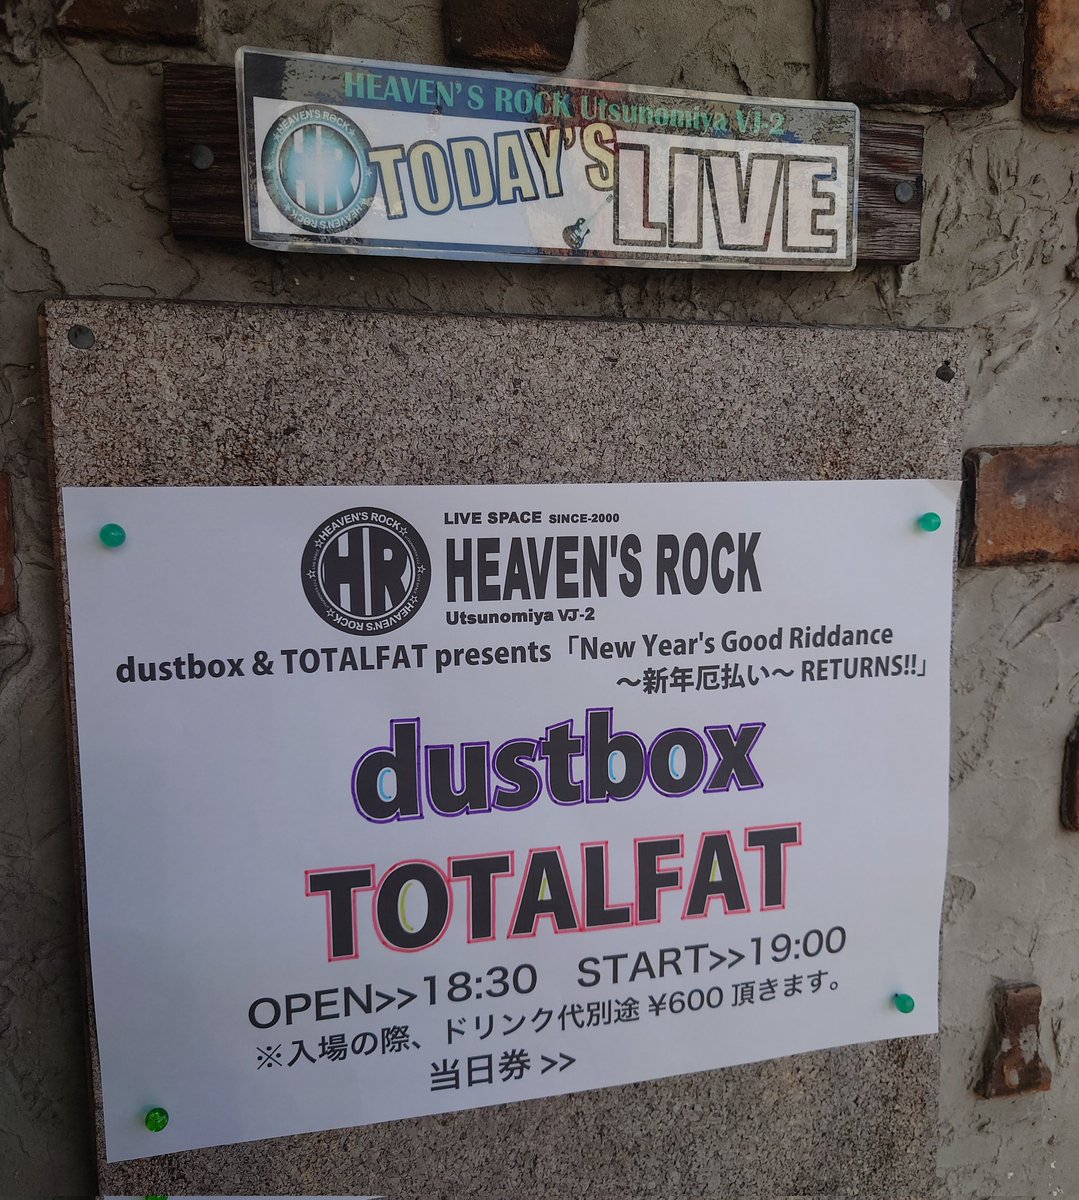 HEAVEN'S ROCK Utsunomiya VJ-2
HEAVEN'S ROCK
HR
HEAVEN'S ROCK
TODAY'S LIVE
HEAVEN'S ROCK
HR
HEAVEN'S ROCK
LIVE SPACE SINCE-2000
HEAVEN'S ROCK
Utsunomiya VJ-2
dustbox & TOTALFAT presents「New Year's Good Riddance
～新年厄払い～ RETURNS!!」
dustbox
TOTALFAT
OPEN>>18:30 START>>19:00
※入場の際、ドリンク代別途 ¥600 頂きます。
当日券 >>